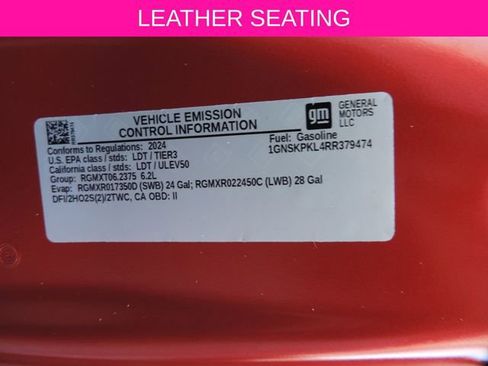 LEATHER SEATING
VEHICLE EMISSION
CONTROL INFORMATION
gm
GENERAL
MOTORS
LLC
Conforms to Regulations: 2024
Fuel: Gasoline
U.S. EPA class / stds: LDT / TIER3
1GNSKPKL4RR379474
California class / stds: LDT / ULEV50
Group: RGMXT06.2375 6.2L
Evap: RGMXR017350D (SWB) 24 Gal; RGMXR022450C (LWB) 28 Gal
DFI/2HO2S(2)/2TWC, CA OBD: II